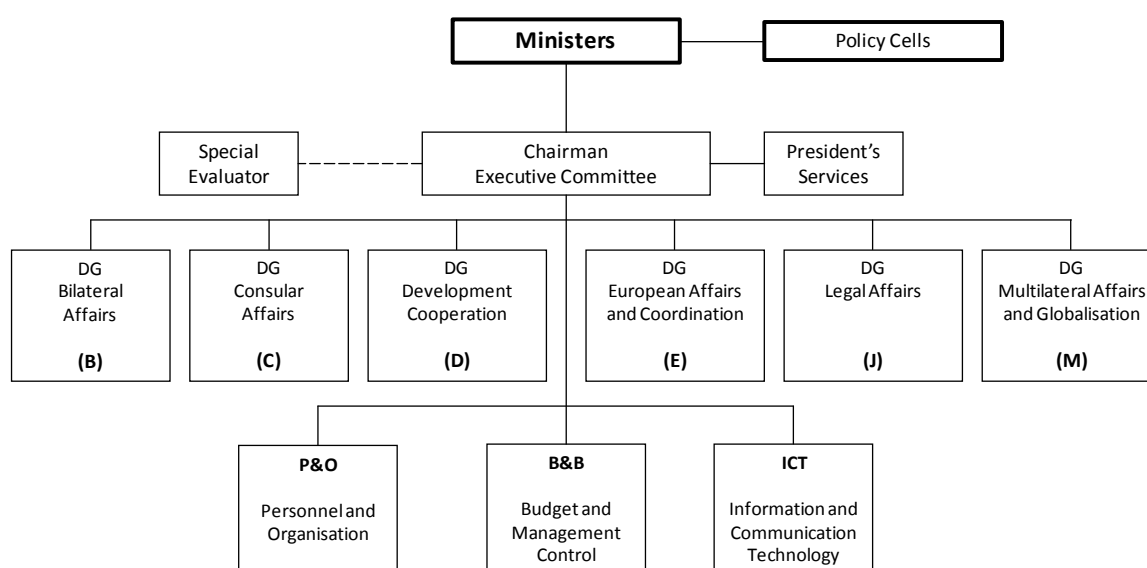 Ministers
Policy Cells
Special
Evaluator
Chairman
Executive Committee
President’s
Services
DG
Bilateral
Affairs
(B)
DG
Consular
Affairs
(C)
DG
Development
Cooperation
(D)
DG
European Affairs
and Coordination
(E)
DG
Legal Affairs
(J)
DG
Multilateral Affairs
and Globalisation
(M)
P&O
Personnel and
Organisation
B&B
Budget and
Management
Control
ICT
Information and
Communication
Technology